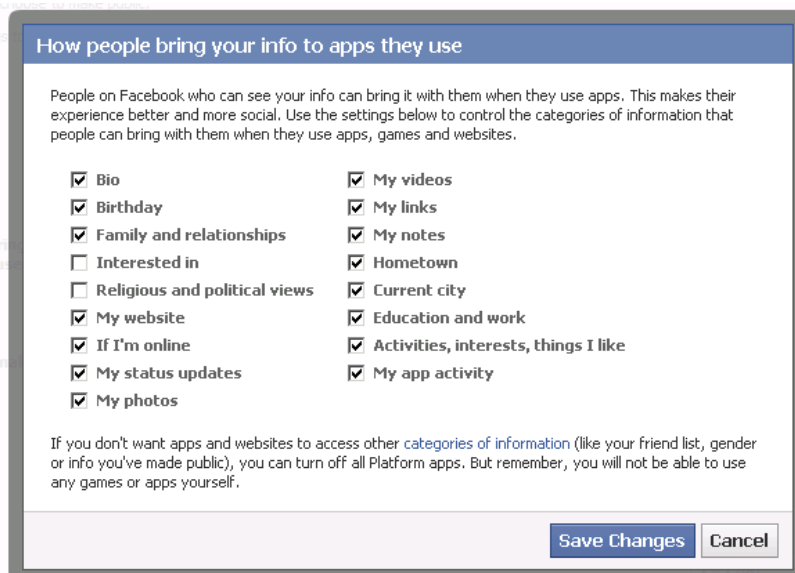 choose to make public.
How people bring your info to apps they use
People on Facebook who can see your info can bring it with them when they use apps. This makes their
experience better and more social. Use the settings below to control the categories of information that
people can bring with them when they use apps, games and websites.
Bio
Birthday
Family and relationships
Interested in
Religious and political views
My website
If I'm online
My status updates
My photos
My videos
My links
My notes
Hometown
Current city
Education and work
Activities, interests, things I like
My app activity
If you don't want apps and websites to access other categories of information (like your friend list, gender
or info you've made public), you can turn off all Platform apps. But remember, you will not be able to use
any games or apps yourself.
Save Changes
Cancel